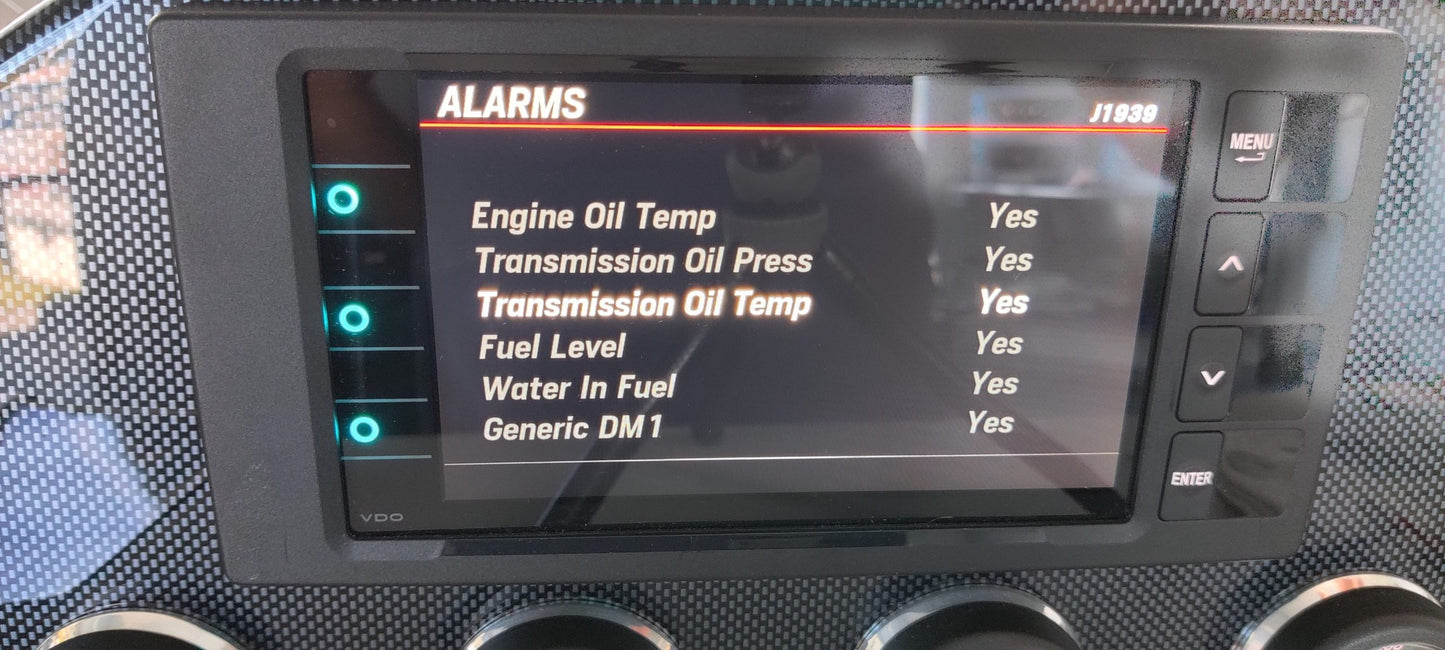 ALARMS J1939
Engine Oil Temp Yes
Transmission Oil Press Yes
Transmission Oil Temp Yes
Fuel Level Yes
Water In Fuel Yes
Generic DM1 Yes
VDO
MENU
ENTER